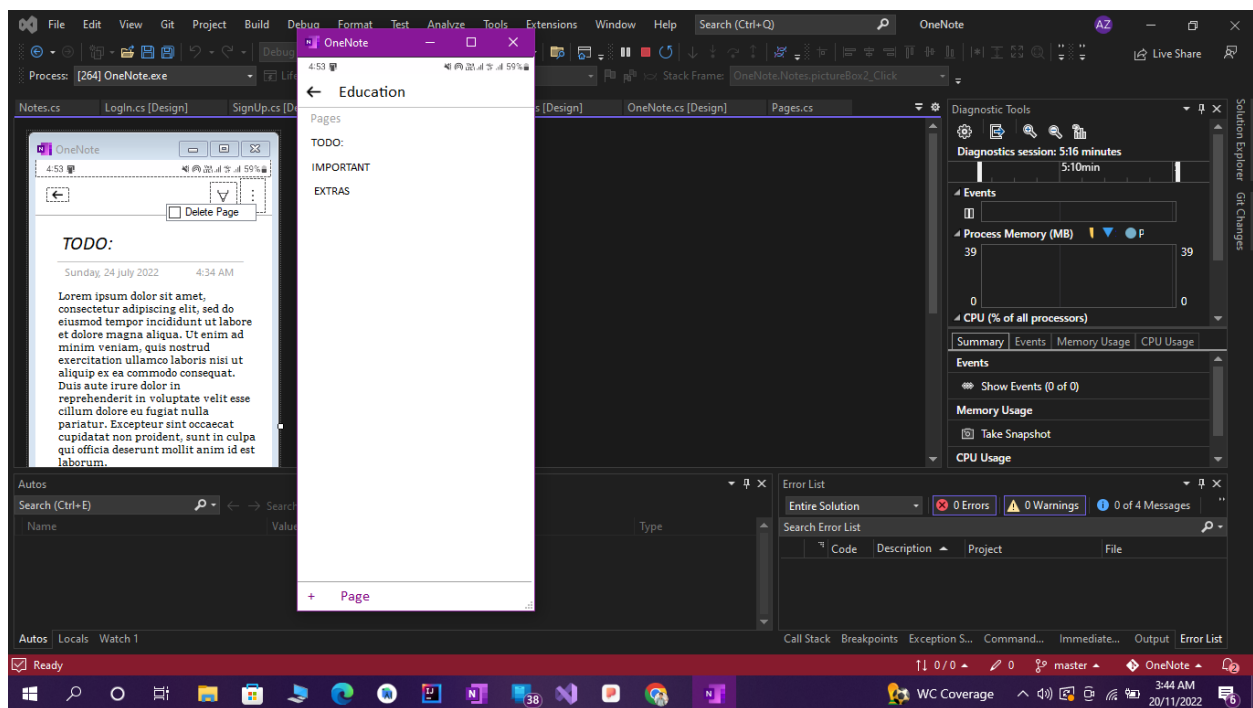 File Edit View Git Project Build Debug Format Test Analyze Tools Extensions Window Help Search (Ctrl+Q) OneNote AZ
Debug Live Share
Process: [264] OneNote.exe Life Stack Frame: OneNote.Notes.pictureBox2_Click
Notes.cs LogIn.cs [Design] SignUp.cs [De s [Design] OneNote.cs [Design] Pages.cs
OneNote
4:53 59%
Delete Page
TODO:
Sunday, 24 july 2022 4:34 AM
Lorem ipsum dolor sit amet,
consectetur adipiscing elit, sed do
eiusmod tempor incididunt ut labore
et dolore magna aliqua. Ut enim ad
minim veniam, quis nostrud
exercitation ullamco laboris nisi ut
aliquip ex ea commodo consequat.
Duis aute irure dolor in
reprehenderit in voluptate velit esse
cillum dolore eu fugiat nulla
pariatur. Excepteur sint occaecat
cupidatat non proident, sunt in culpa
qui officia deserunt mollit anim id est
laborum.
OneNote
4:53 59%
Education
Pages
TODO:
IMPORTANT
EXTRAS
+ Page
Diagnostic Tools
Diagnostics session: 5:16 minutes
5:10min
Events
Process Memory (MB) P
39 39
0 0
CPU (% of all processors)
Summary Events Memory Usage CPU Usage
Events
Show Events (0 of 0)
Memory Usage
Take Snapshot
CPU Usage
Solution Explorer
Git Changes
Autos
Search (Ctrl+E) Search
Name Value Type
Autos Locals Watch 1
Error List
Entire Solution 0 Errors 0 Warnings 0 of 4 Messages
Search Error List
Code Description Project File
Call Stack Breakpoints Exception S... Command... Immediate... Output Error List
Ready 0 / 0 0 master OneNote 2
38 WC Coverage 3:44 AM
20/11/2022 6